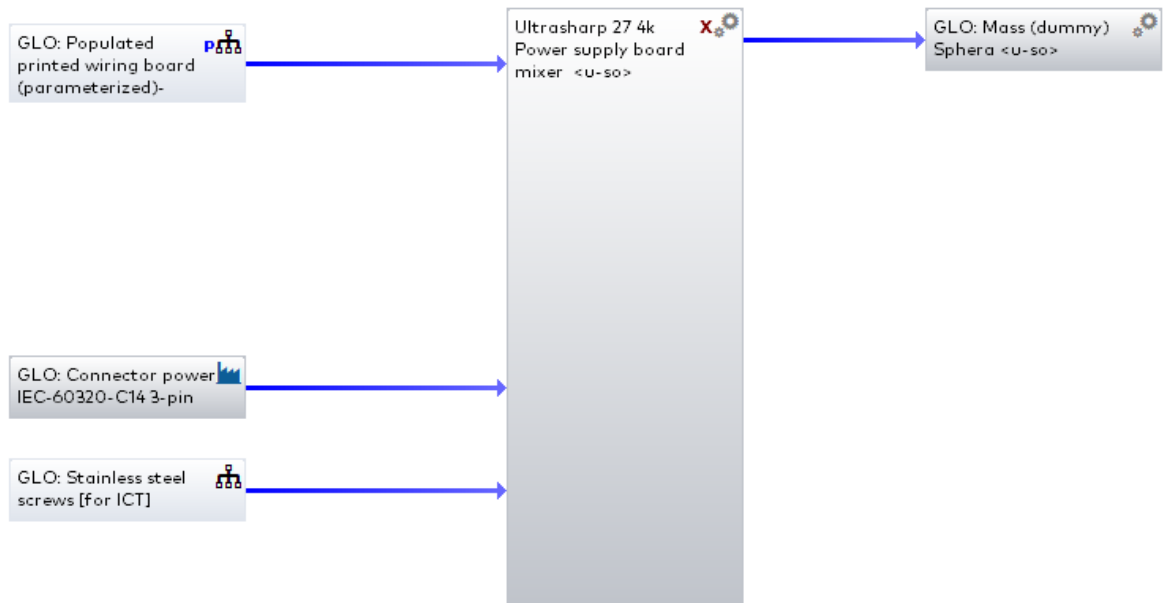 GLO: Populated
printed wiring board
(parameterized)-
p
Ultrasharp 27 4k
Power supply board
mixer <u-so>
X
GLO: Mass (dummy)
Sphera <u-so>
GLO: Connector power
IEC-60320-C14 3-pin
GLO: Stainless steel
screws [for ICT]